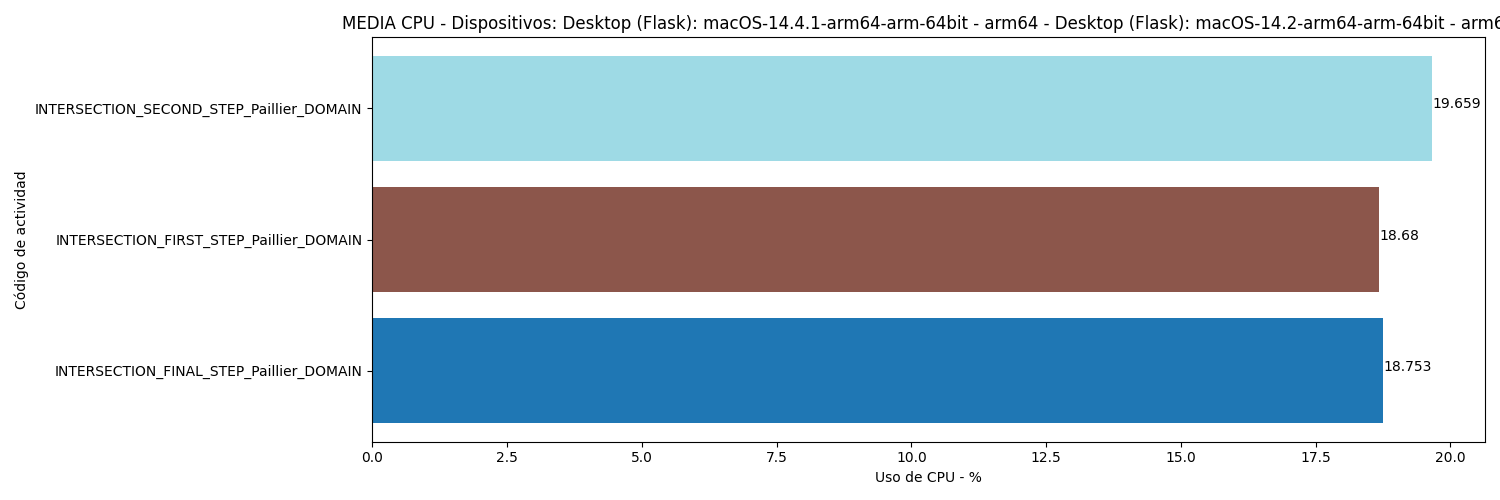 MEDIA CPU - Dispositivos: Desktop (Flask): macOS-14.4.1-arm64-arm-64bit - arm64 - Desktop (Flask): macOS-14.2-arm64-arm-64bit -
INTERSECTION_SECOND_STEP_Paillier_DOMAIN
19.659
INTERSECTION_FIRST_STEP_Paillier_DOMAIN
18.68
INTERSECTION_FINAL_STEP_Paillier_DOMAIN
18.753
Código de actividad
0.0 2.5 5.0 7.5 10.0 12.5 15.0 17.5 20.0
Uso de CPU - %